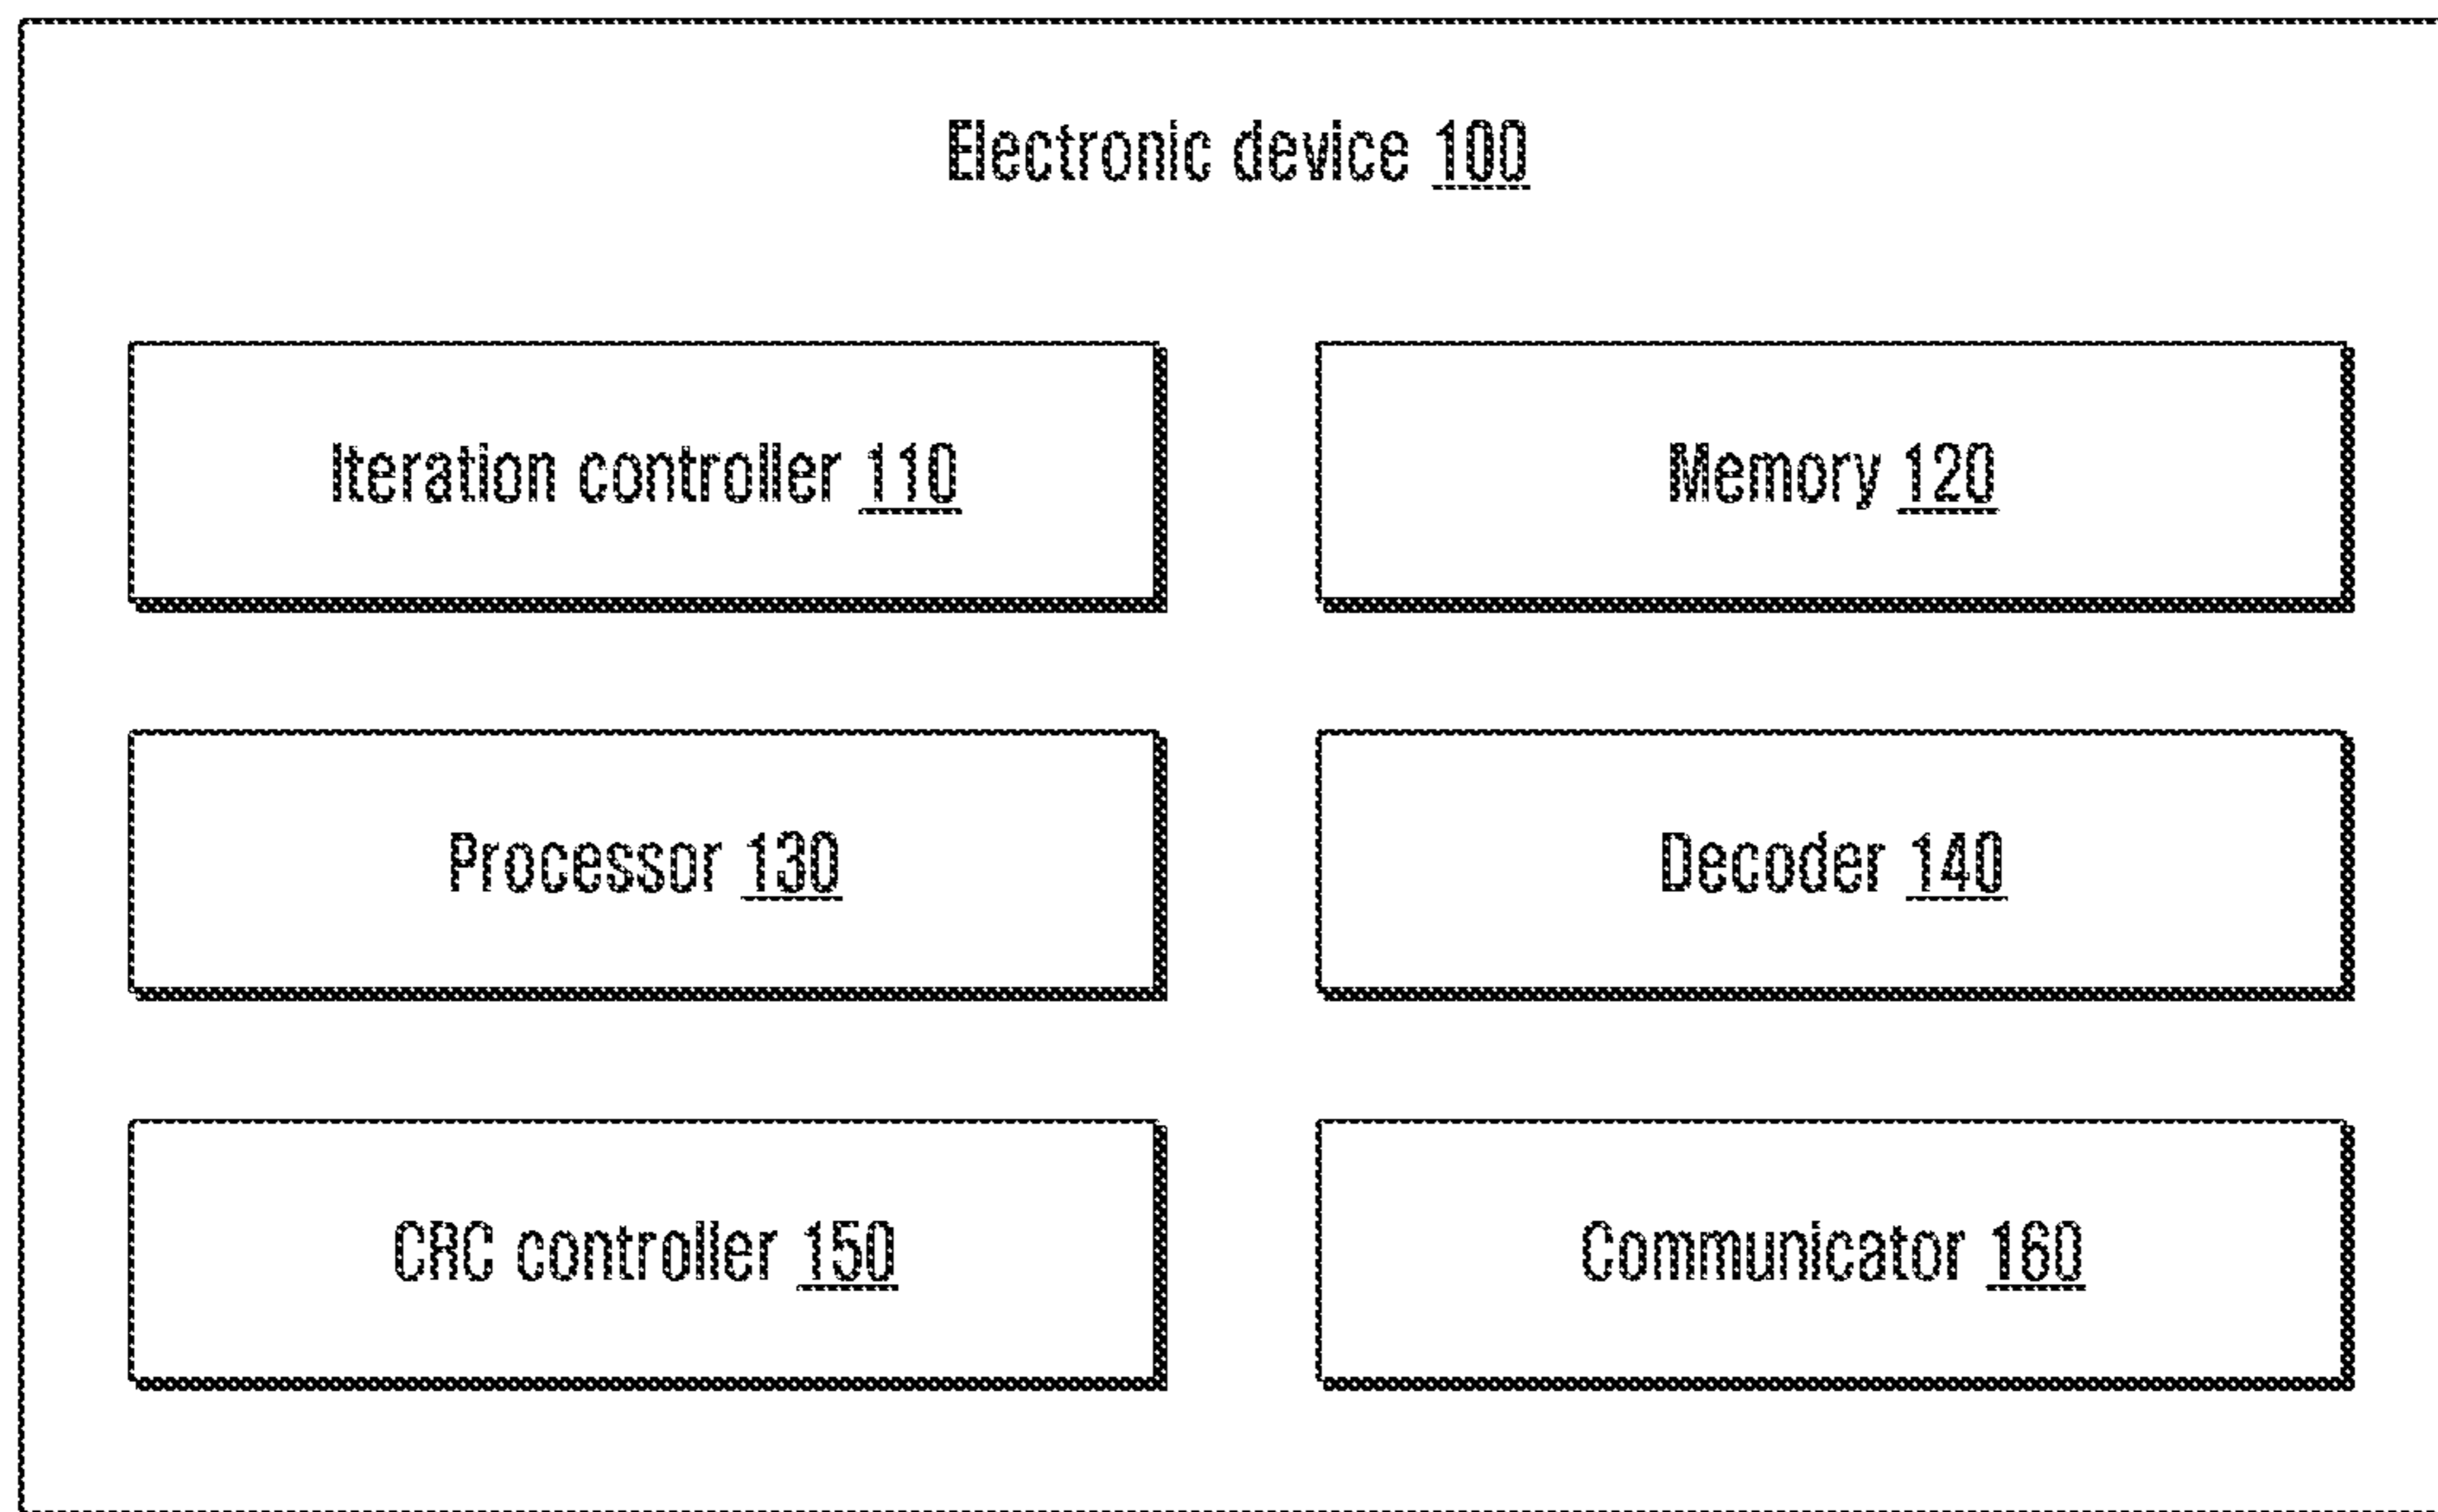 Electronic device 100
Iteration controller 110
Memory 120
Processor 130
Decoder 140
CRC controller 150
Communicator 160